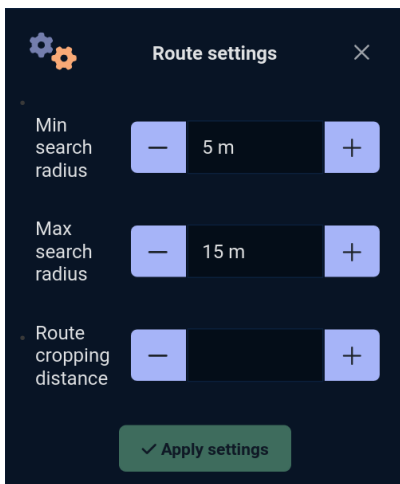 Route settings
Min
search
radius
5 m
Max
search
radius
15 m
Route
cropping
distance
Apply settings